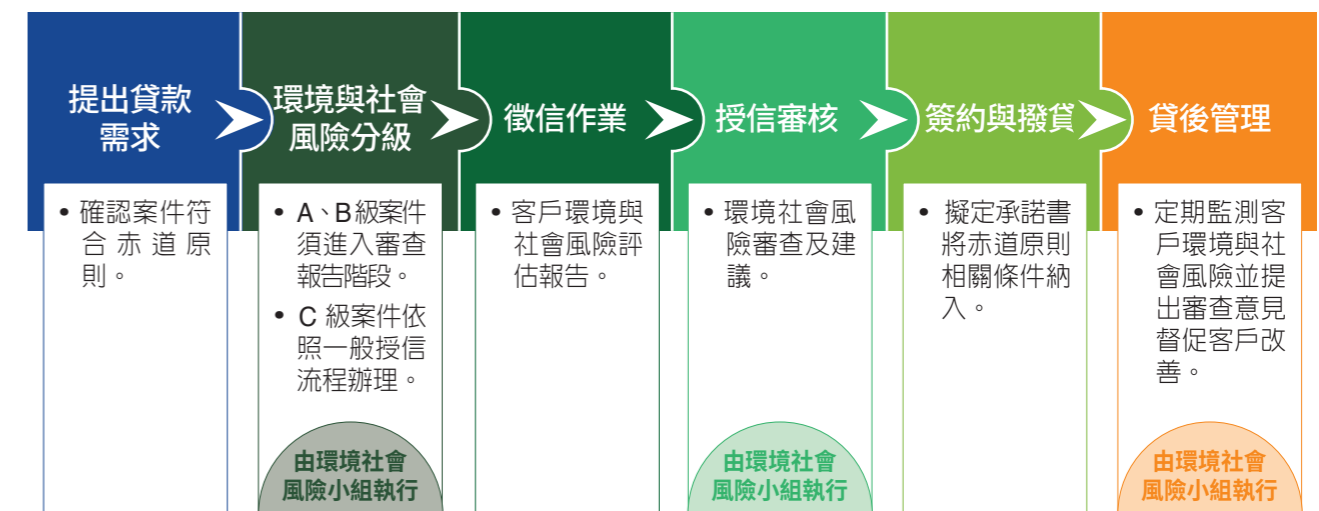 提出貸款
需求
環境與社會
風險分級
徵信作業
授信審核
簽約與撥貸
貸後管理
• 確認案件符
合赤道原
則。
• A、B級案件
須進入審查
報告階段。
• C 級案件依
照一般授信
流程辦理。
由環境社會
風險小組執行
• 客戶環境與
社會風險評
估報告。
• 環境社會風
險審查及建
議。
由環境社會
風險小組執行
• 擬定承諾書
將赤道原則
相關條件納
入。
• 定期監測客
戶環境與社
會風險並提
出審查意見
督促客戶改
善。
由環境社會
風險小組執行